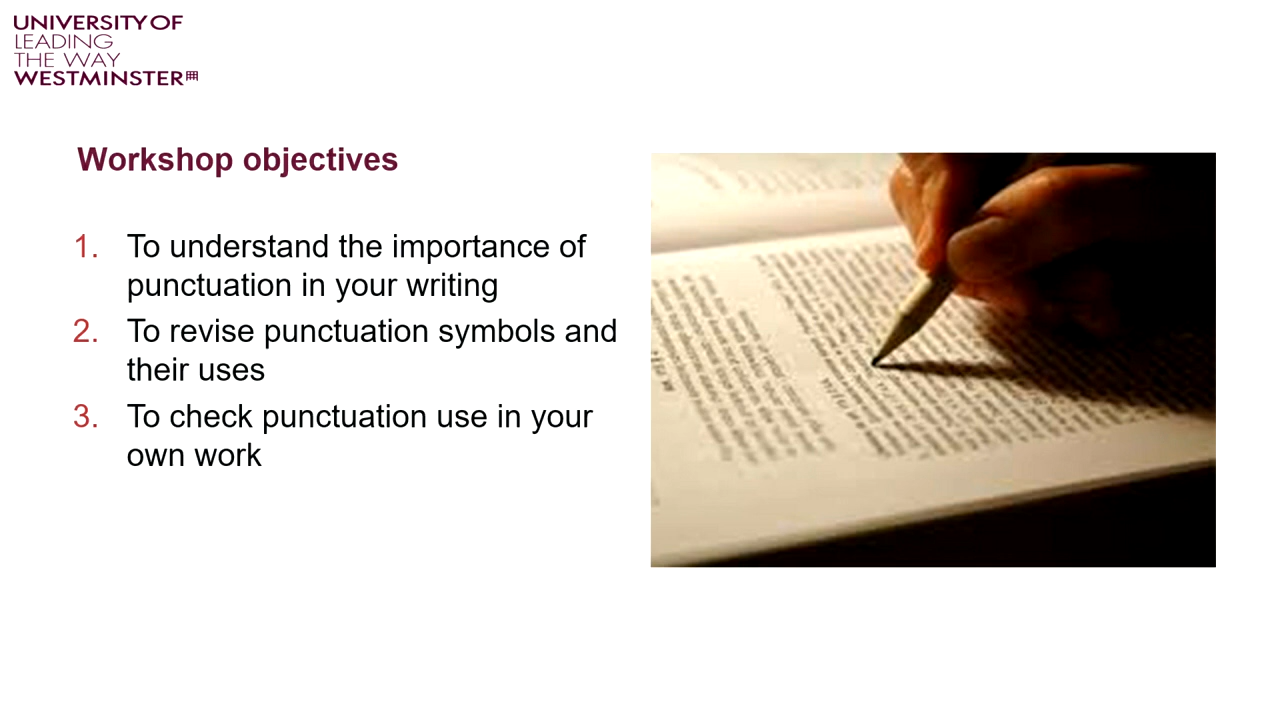 UNIVERSITY OF
LEADING
THE WAY
WESTMINSTER
Workshop objectives
1. To understand the importance of
punctuation in your writing
2. To revise punctuation symbols and
their uses
3. To check punctuation use in your
own work